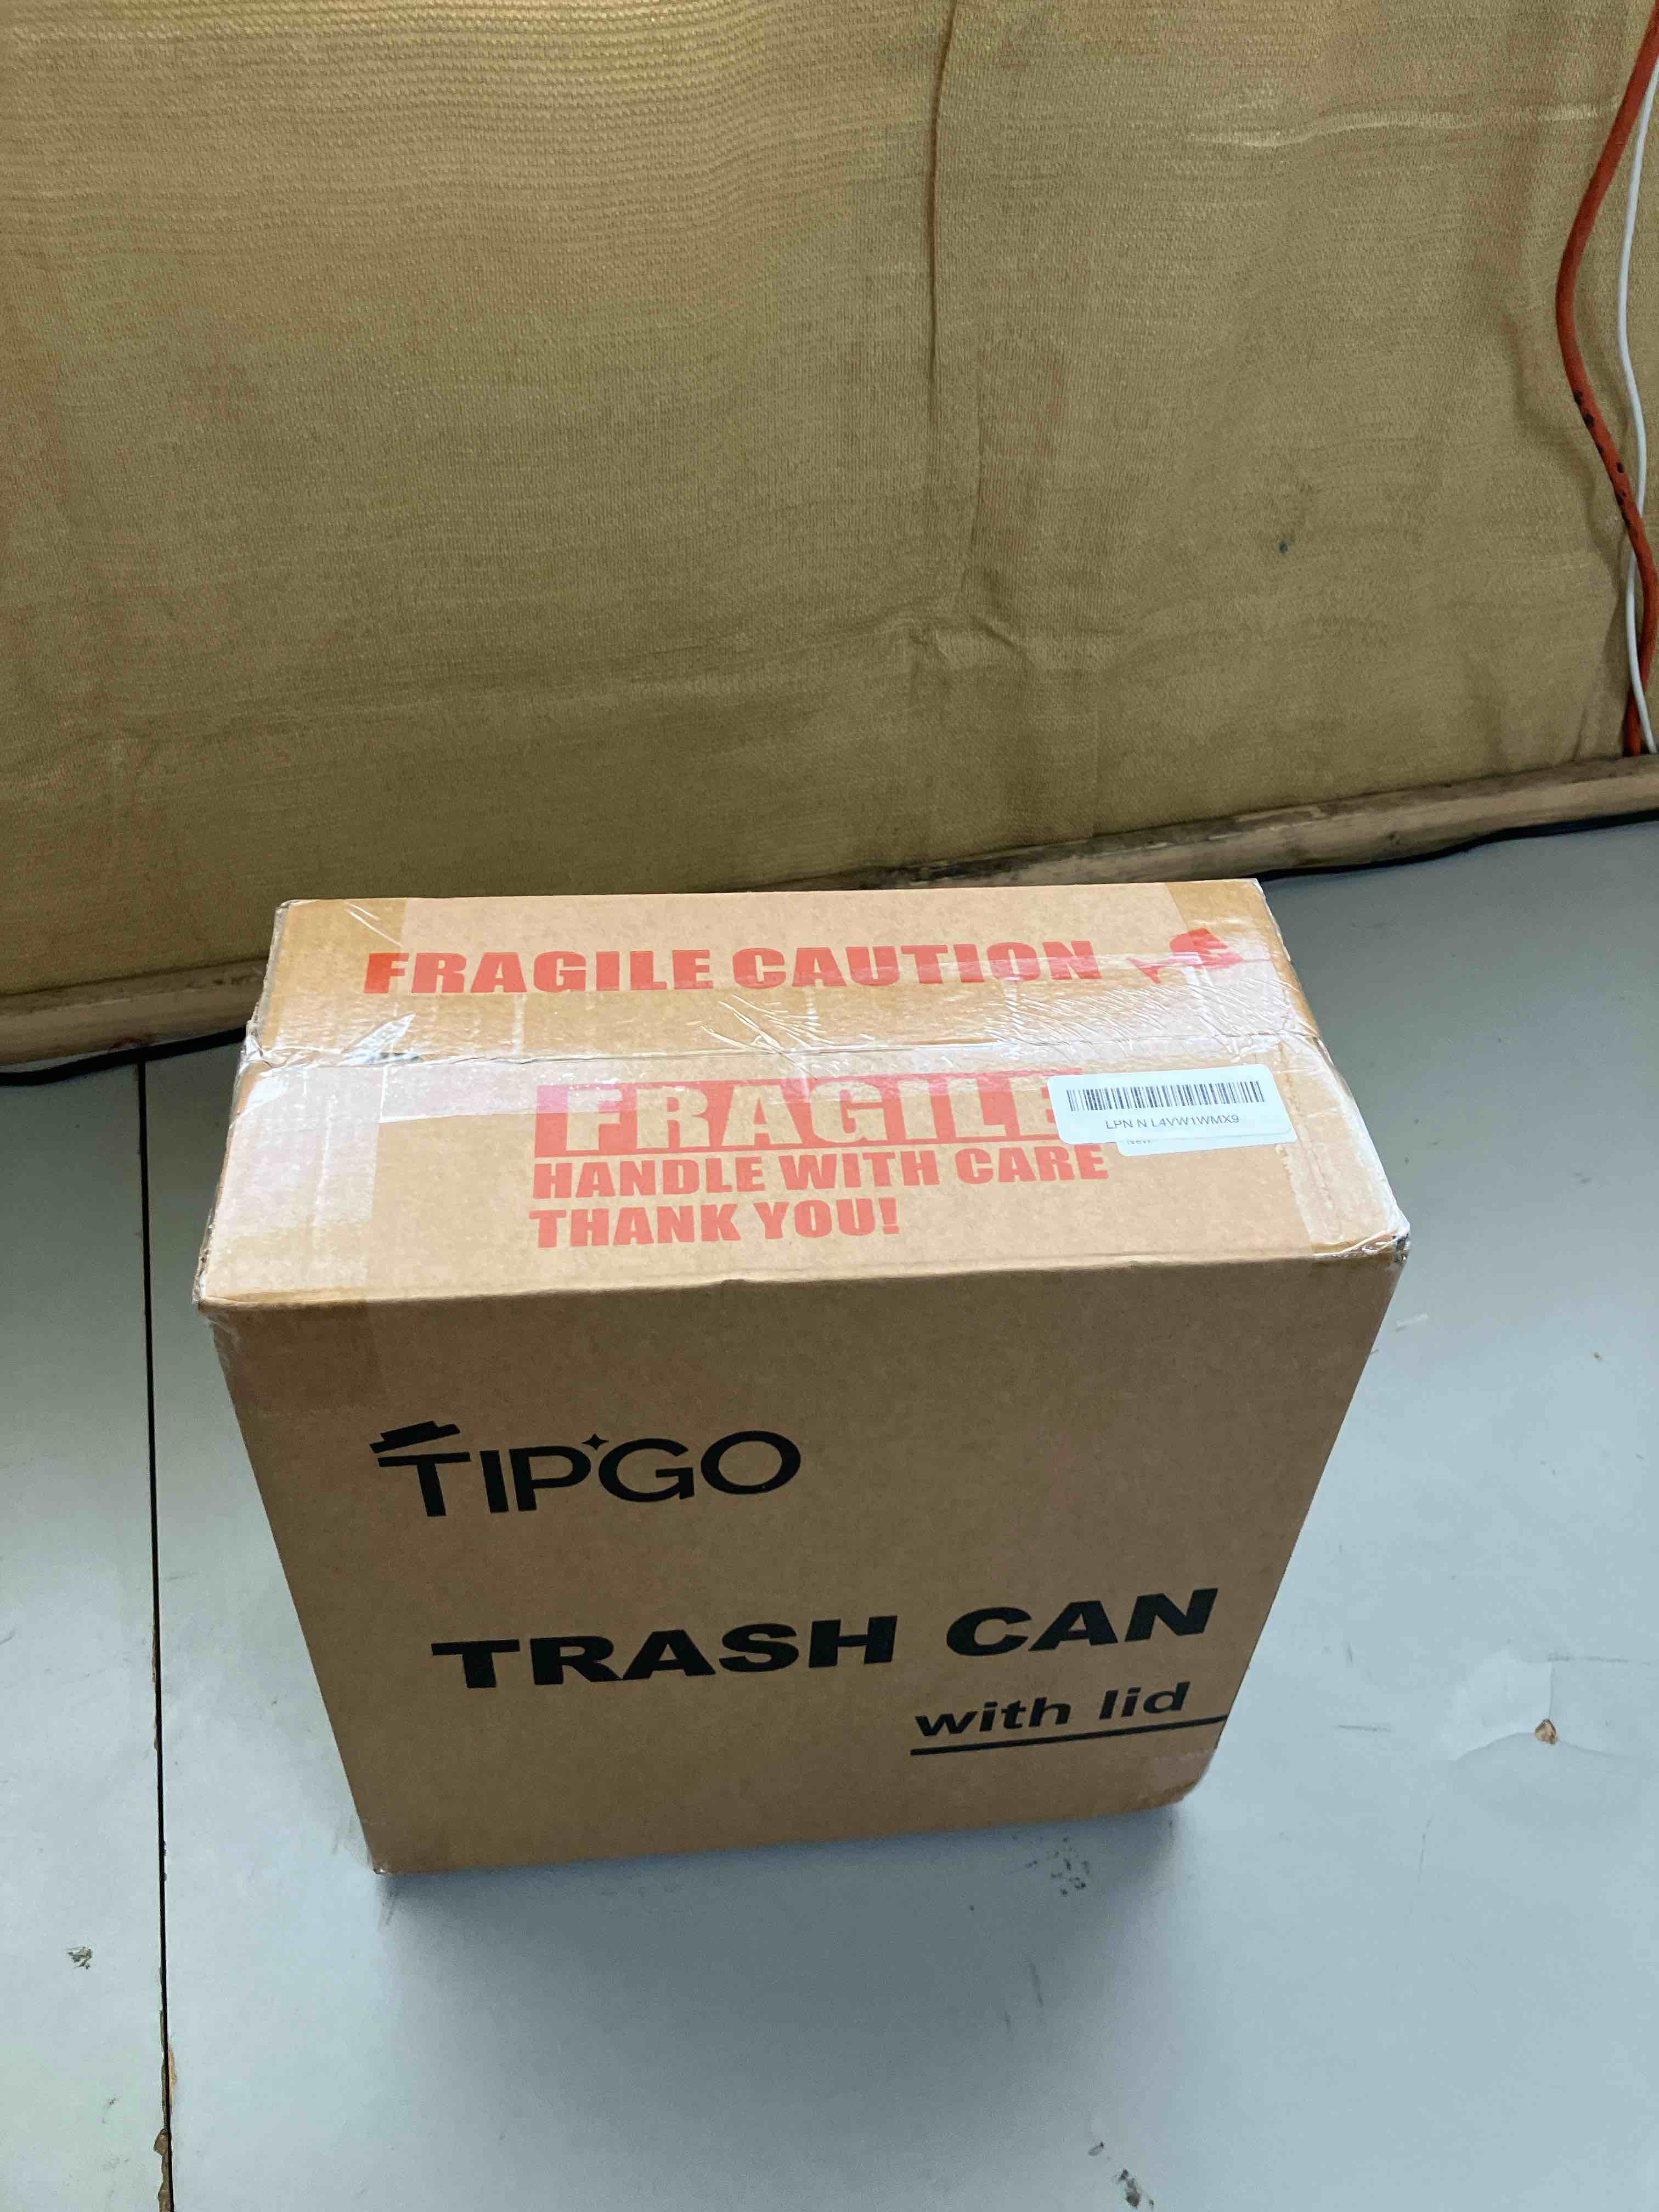 FRAGILE CAUTION
FRAGILE
LPN N L4VW1WMX9
HANDLE WITH CARE
THANK YOU!
TIPGO
TRASH CAN
with lid